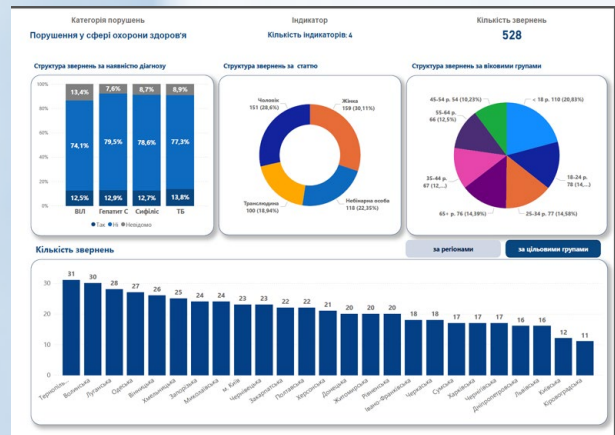 Категорія порушень
Порушення у сфері охорони здоров'я
Індикатор
Кількість індикаторів: 4
Кількість звернень
528
Структура звернень за наявністю діагнозу
100%
80%
60%
40%
20%
0%
13,4%
7,6%
8,7%
8,9%
74,1%
79,5%
78,6%
77,3%
12,5%
12,9%
12,7%
13,8%
ВІЛ
Гепатит С
Сифіліс
ТБ
Так Ні Невідомо
Структура звернень за статтю
Чоловік
151 (28,6%)
Жінка
159 (30,11%)
Трансльюдина
100 (18,94%)
Небінарна особа
118 (22,35%)
Структура звернень за віковими групами
45-54 р. 54 (10,23%)
< 18 р. 110 (20,83%)
55-64 р.
66 (12,5%)
35-44 р.
67 (12,...)
18-24 р.
78 (14,...)
65+ р. 76 (14,39%)
25-34 р. 77 (14,58%)
Кількість звернень
за регіонами
за цільовими групами
30
20
10
0
31
30
28
27
26
25
24
24
23
23
22
22
21
20
20
20
18
18
17
17
17
16
16
12
11
Тернопіль...
Волинська
Луганська
Одеська
Вінницька
Хмельницька
Запорізька
Миколаївська
м. Київ
Чернівецька
Закарпатська
Полтавська
Херсонська
Донецька
Житомирська
Рівненська
Івано-Франківська
Черкаська
Сумська
Харківська
Чернігівська
Дніпропетровська
Львівська
Київська
Кіровоградська